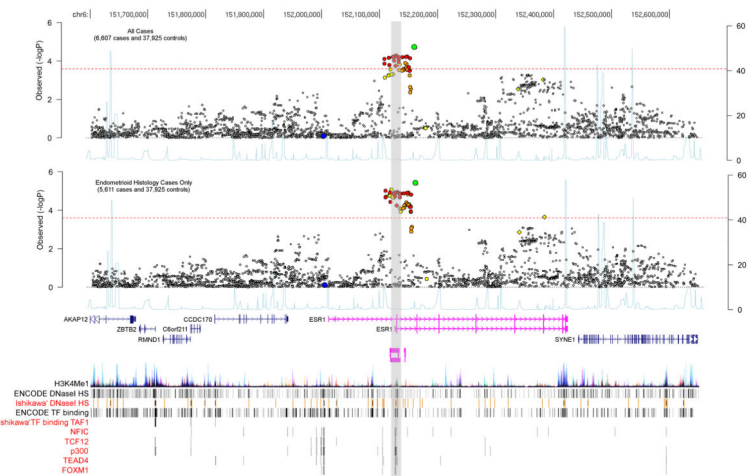 chr6: 151,700,000 151,800,000 151,900,000 152,000,000 152,100,000 152,200,000 152,300,000 152,400,000 152,500,000 152,600,000
All Cases
(6,607 cases and 37,925 controls)
Observed (-logP)
6
4
2
0
60
40
20
0
Endometrioid Histology Cases Only
(5,611 cases and 37,925 controls)
Observed (-logP)
6
4
2
0
60
40
20
0
AKAP12 CCDC170 ESR1
ZBTB2 C6orf211 ESR1
RMND1 SYNE1
H3K4Me1
ENCODE DNaseI HS
Ishikawa' DNaseI HS
ENCODE TF binding
Ishikawa'TF binding TAF1
NFIC
TCF12
p300
TEAD4
FOXM1